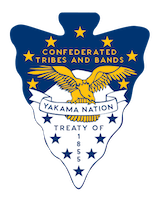 CONFEDERATED
TRIBES AND BANDS
YAKAMA NATION
TREATY OF
1855